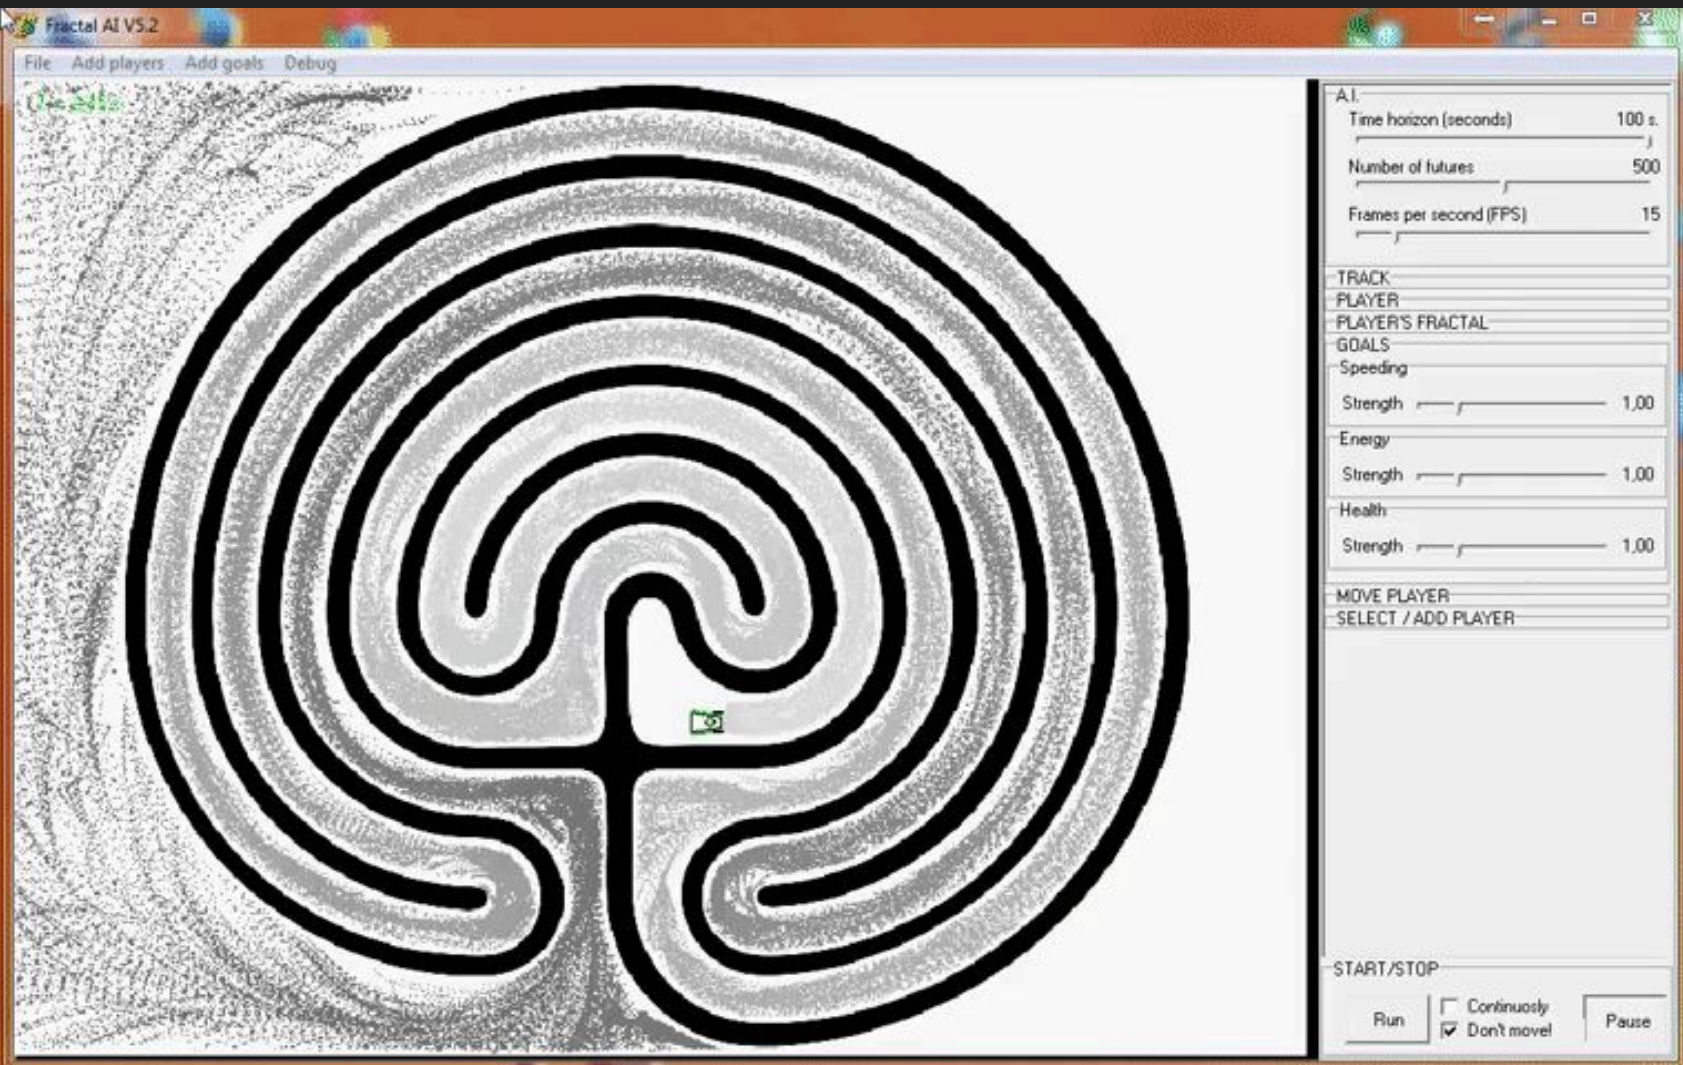 Fractal AI V5.2
File Add players Add goals Debug
A.I.
Time horizon (seconds) 100 s.
Number of futures 500
Frames per second (FPS) 15
TRACK
PLAYER
PLAYER'S FRACTAL
GOALS
Speeding
Strength 1,00
Energy
Strength 1,00
Health
Strength 1,00
MOVE PLAYER
SELECT / ADD PLAYER
START/STOP
Run
Continuosly
Don't move!
Pause